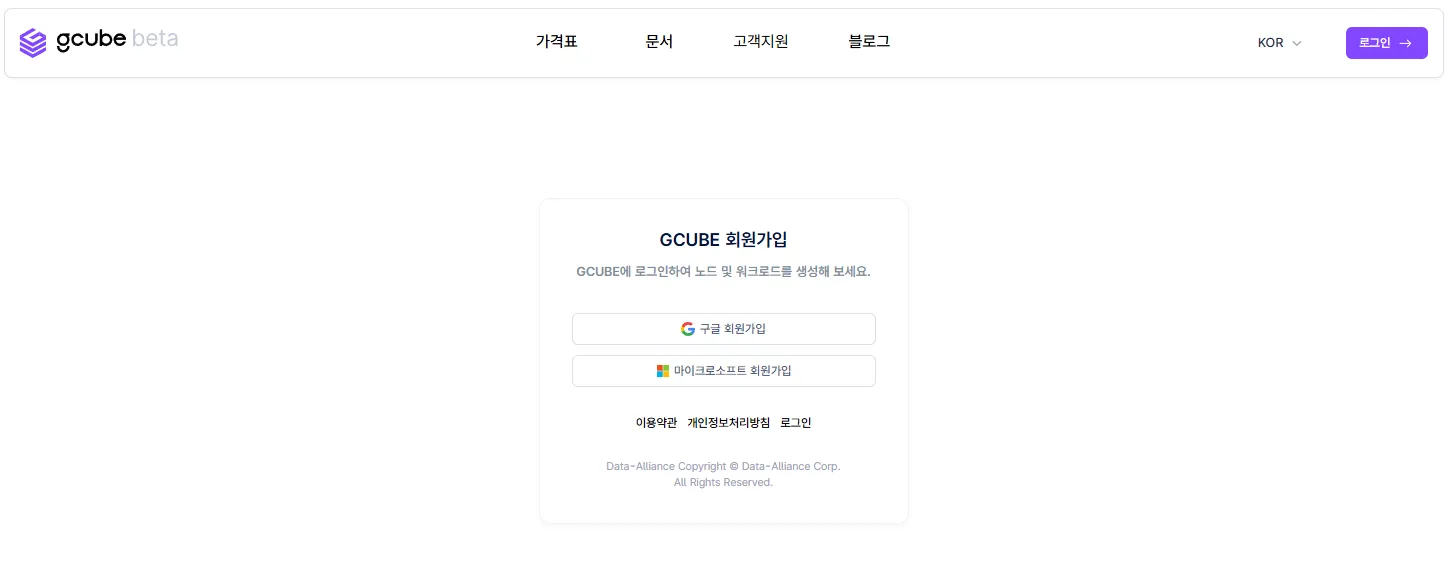 gcube beta
가격표 문서 고객지원 블로그
KOR
로그인
GCUBE 회원가입
GCUBE에 로그인하여 노드 및 워크로드를 생성해 보세요.
구글 회원가입
마이크로소프트 회원가입
이용약관 개인정보처리방침 로그인
Data-Alliance Copyright © Data-Alliance Corp.
All Rights Reserved.